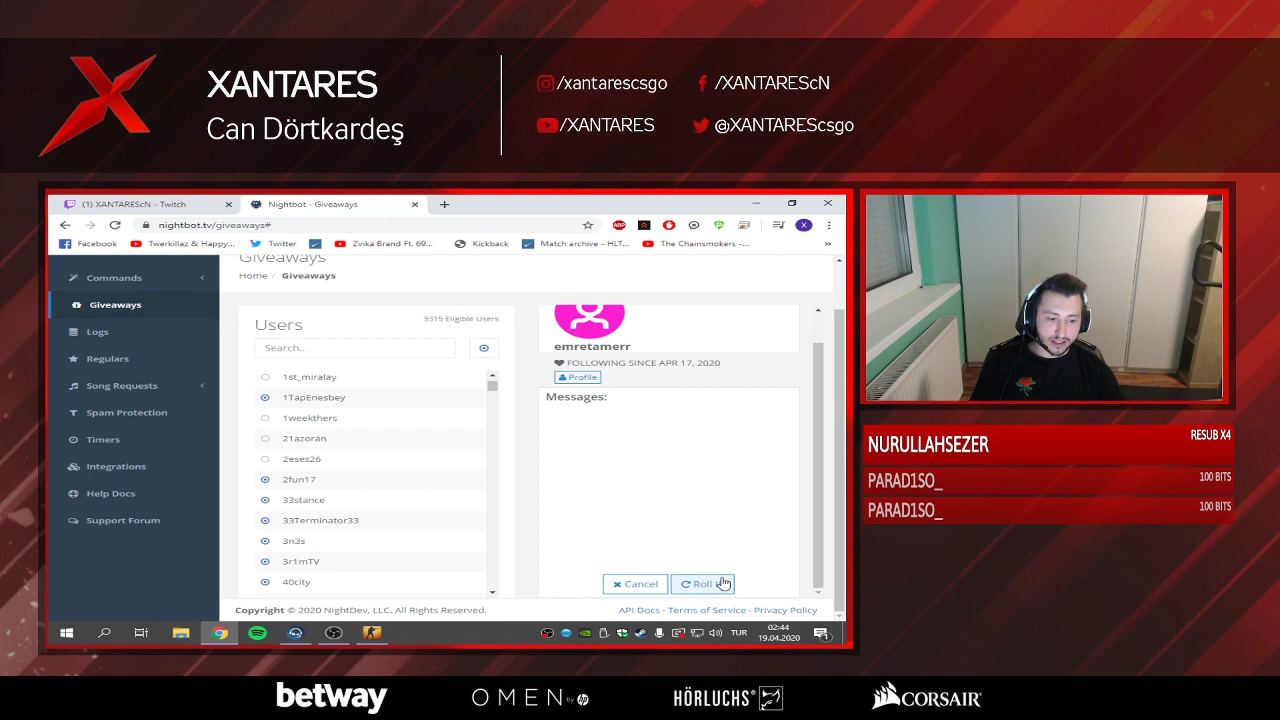 XANTARES
Can Dörtkardeş
/xantarescsgo
/XANTAREScN
/XANTARES
@XANTAREScsgo
(1) XANTAREScN - Twitch
Nightbot - Giveaways
nightbot.tv/giveaways#
Facebook
Twerkillaz & Happy...
Twitter
Zvika Brand Ft. 69...
Kickback
Match archive - HLT...
The Chainsmokers -...
Commands
Giveaways
Logs
Regulars
Song Requests
Spam Protection
Timers
Integrations
Help Docs
Support Forum
Giveaways
Home / Giveaways
Users
3315 Eligible Users
Search..
1st_miralay
1TapEnesbey
1weekthers
21azoran
2eses26
2fun17
33stance
33Terminator33
3n3s
3r1mTV
40city
emretamerr
FOLLOWING SINCE APR 17, 2020
Profile
Messages:
Cancel
Roll
Copyright © 2020 NightDev, LLC. All Rights Reserved.
API Docs - Terms of Service - Privacy Policy
TUR
02:44
19.04.2020
NURULLAHSEZER
RESUB X4
PARAD1SO_
100 BITS
PARAD1SO_
100 BITS
betway
OMEN by hp
HÖRLUCHS
CORSAIR